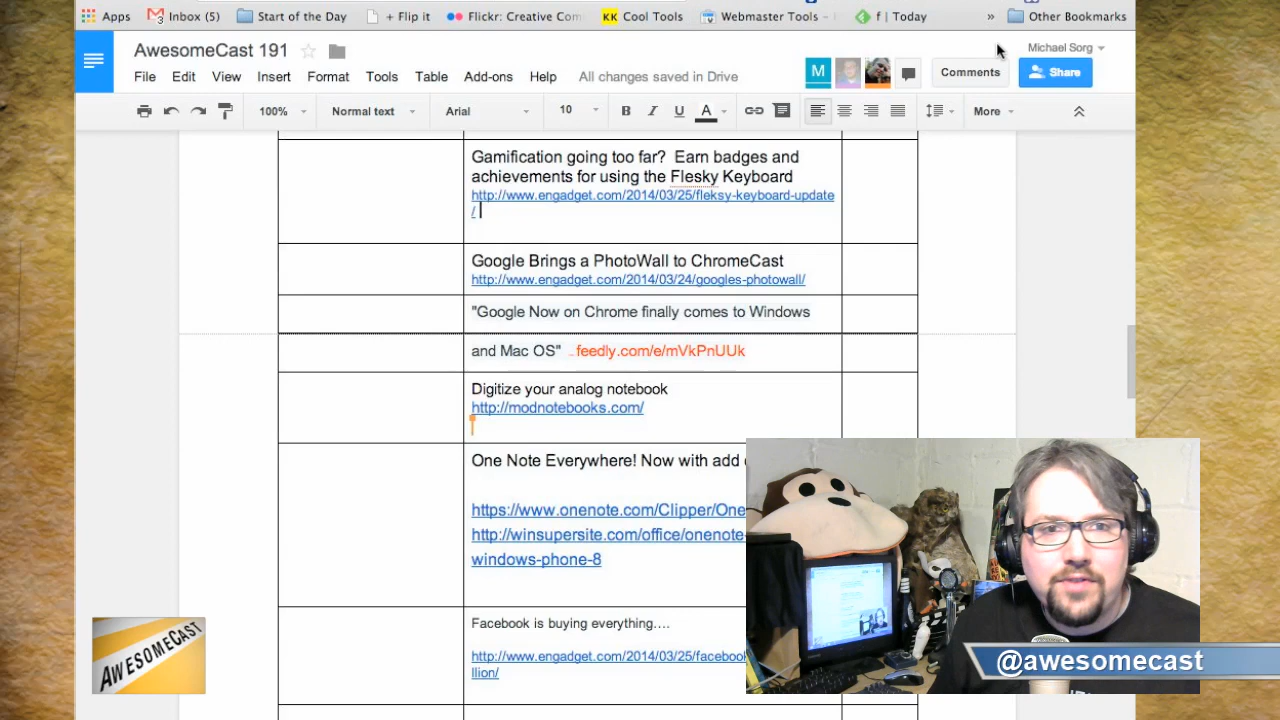 Apps Inbox (5) Start of the Day + Flip it Flickr: Creative Com KK Cool Tools Webmaster Tools - f | Today » Other Bookmarks
AwesomeCast 191 Michael Sorg
File Edit View Insert Format Tools Table Add-ons Help All changes saved in Drive M Comments Share
100% Normal text Arial 10 B I U A More
Gamification going too far? Earn badges and
achievements for using the Flesky Keyboard
http://www.engadget.com/2014/03/25/fleksy-keyboard-update
/
Google Brings a PhotoWall to ChromeCast
http://www.engadget.com/2014/03/24/googles-photowall/
"Google Now on Chrome finally comes to Windows
and Mac OS" feedly.com/e/mVkPnUUk
Digitize your analog notebook
http://modnotebooks.com/
One Note Everywhere! Now with add
https://www.onenote.com/Clipper/One
http://winsupersite.com/office/onenote-
windows-phone-8
Facebook is buying everything....
http://www.engadget.com/2014/03/25/facebook
llion/
AWESOMECAST
@awesomecast